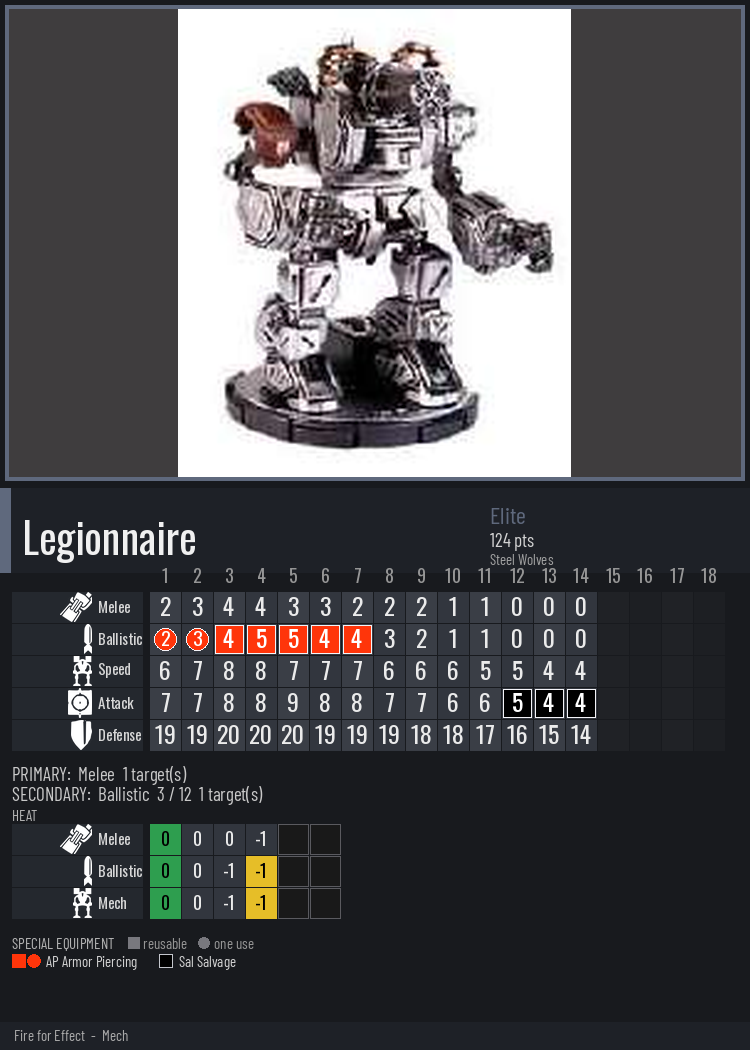 Legionnaire
Elite
124 pts
Steel Wolves
1 2 3 4 5 6 7 8 9 10 11 12 13 14 15 16 17 18
Melee 2 3 4 4 3 3 2 2 2 1 1 0 0 0
Ballistic 2 3 4 5 5 4 4 3 2 1 1 0 0 0
Speed 6 7 8 8 7 7 7 6 6 6 5 5 4 4
Attack 7 7 8 8 9 8 8 7 7 6 6 5 4 4
Defense 19 19 20 20 20 19 19 19 18 18 17 16 15 14
PRIMARY: Melee 1 target(s)
SECONDARY: Ballistic 3 / 12 1 target(s)
HEAT
Melee 0 0 0 -1
Ballistic 0 0 -1 -1
Mech 0 0 -1 -1
SPECIAL EQUIPMENT reusable one use
AP Armor Piercing Sal Salvage
Fire for Effect - Mech